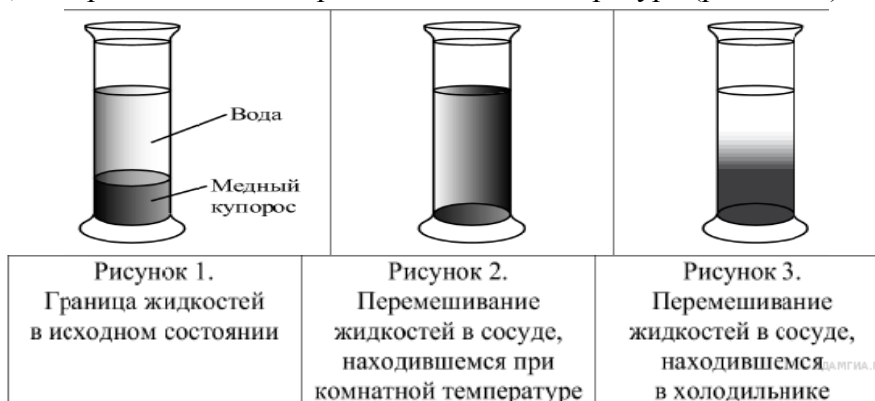 Вода
Медный
купорос
Рисунок 1.
Граница жидкостей
в исходном состоянии
Рисунок 2.
Перемешивание
жидкостей в сосуде,
находившемся при
комнатной температуре
Рисунок 3.
Перемешивание
жидкостей в сосуде,
находившемся
в холодильнике